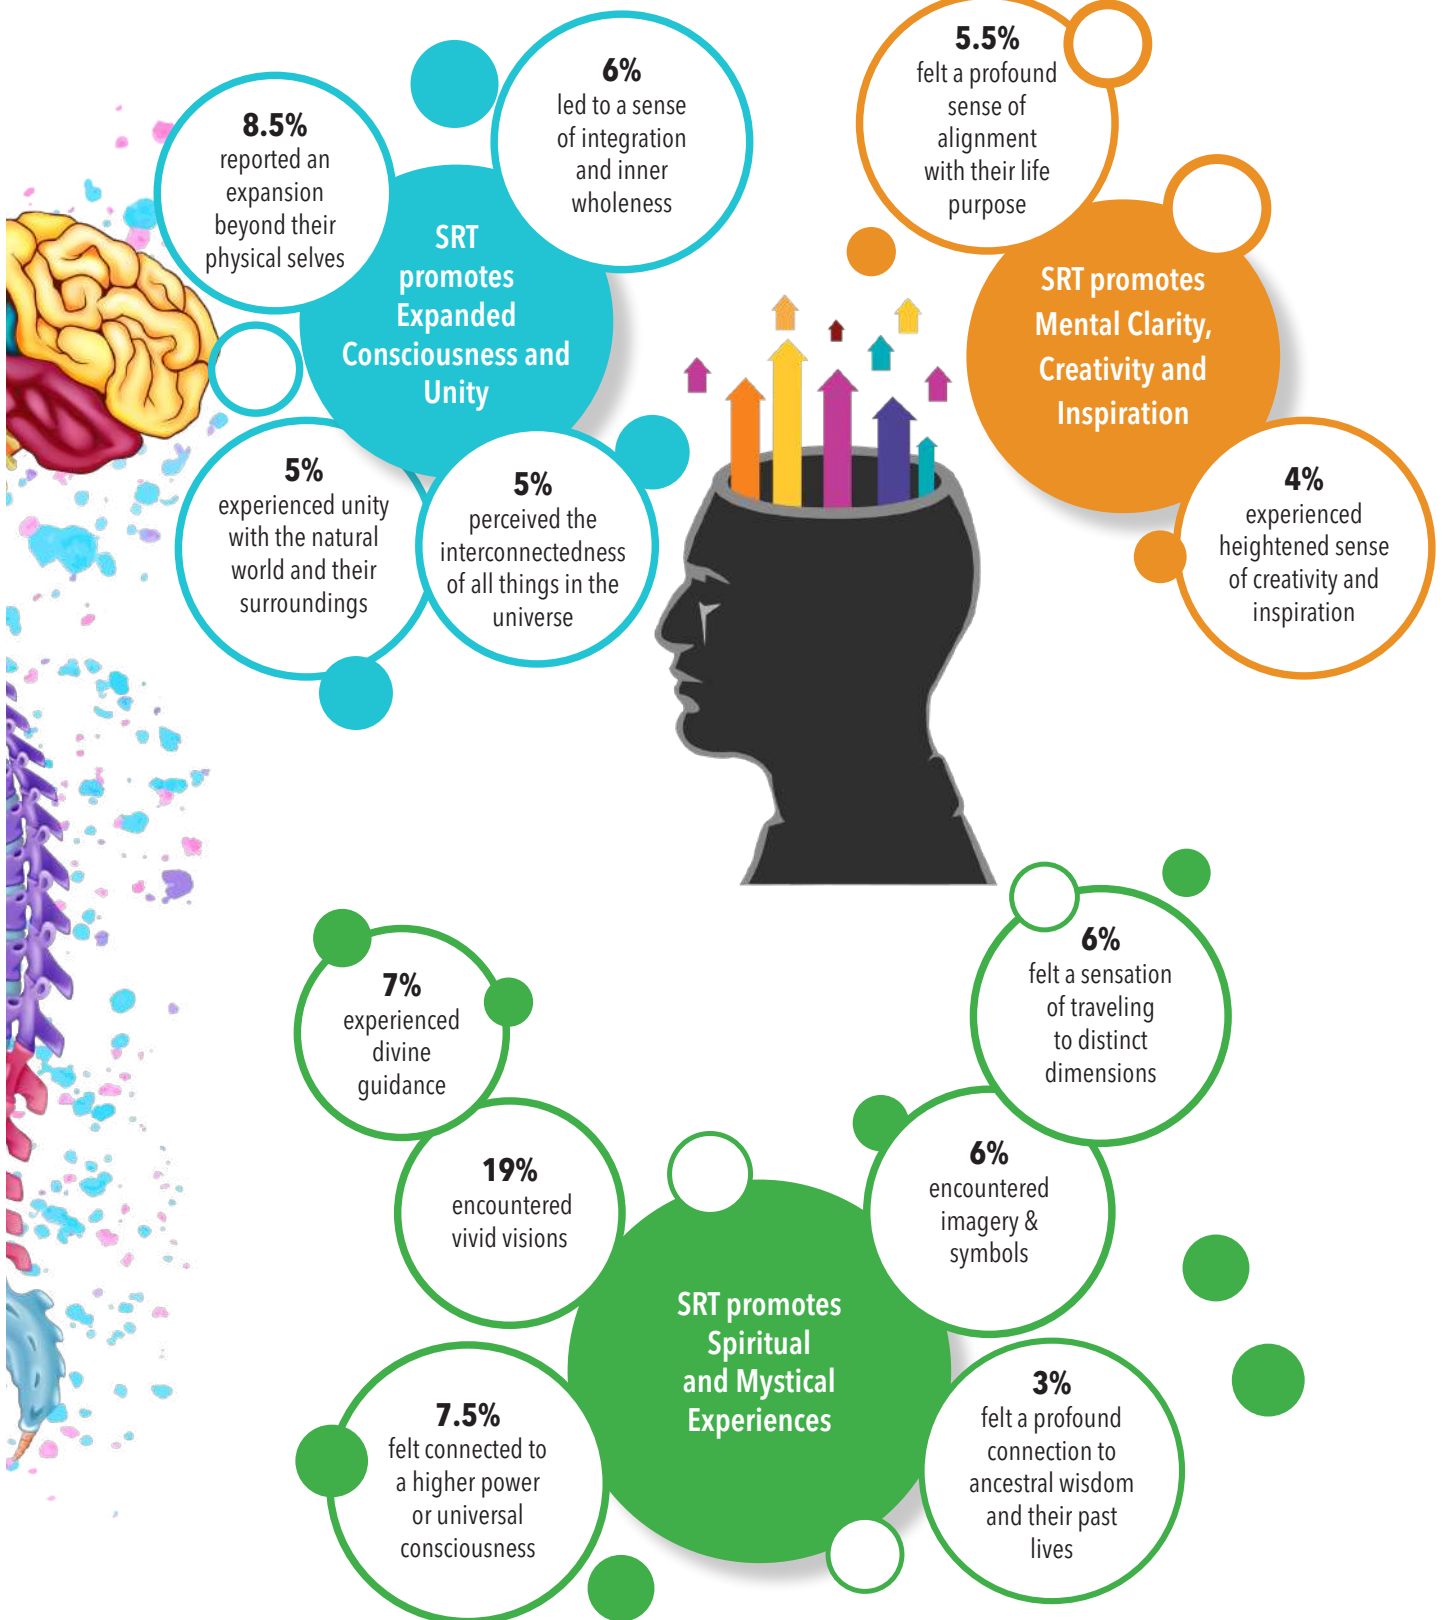 8.5%
reported an
expansion
beyond their
physical selves
6%
led to a sense
of integration
and inner
wholeness
SRT
promotes
Expanded
Consciousness and
Unity
5%
experienced unity
with the natural
world and their
surroundings
5%
perceived the
interconnectedness
of all things in the
universe
5.5%
felt a profound
sense of
alignment
with their life
purpose
SRT promotes
Mental Clarity,
Creativity and
Inspiration
4%
experienced
heightened sense
of creativity and
inspiration
7%
experienced
divine
guidance
19%
encountered
vivid visions
7.5%
felt connected to
a higher power
or universal
consciousness
SRT promotes
Spiritual
and Mystical
Experiences
6%
felt a sensation
of traveling
to distinct
dimensions
6%
encountered
imagery &
symbols
3%
felt a profound
connection to
ancestral wisdom
and their past
lives